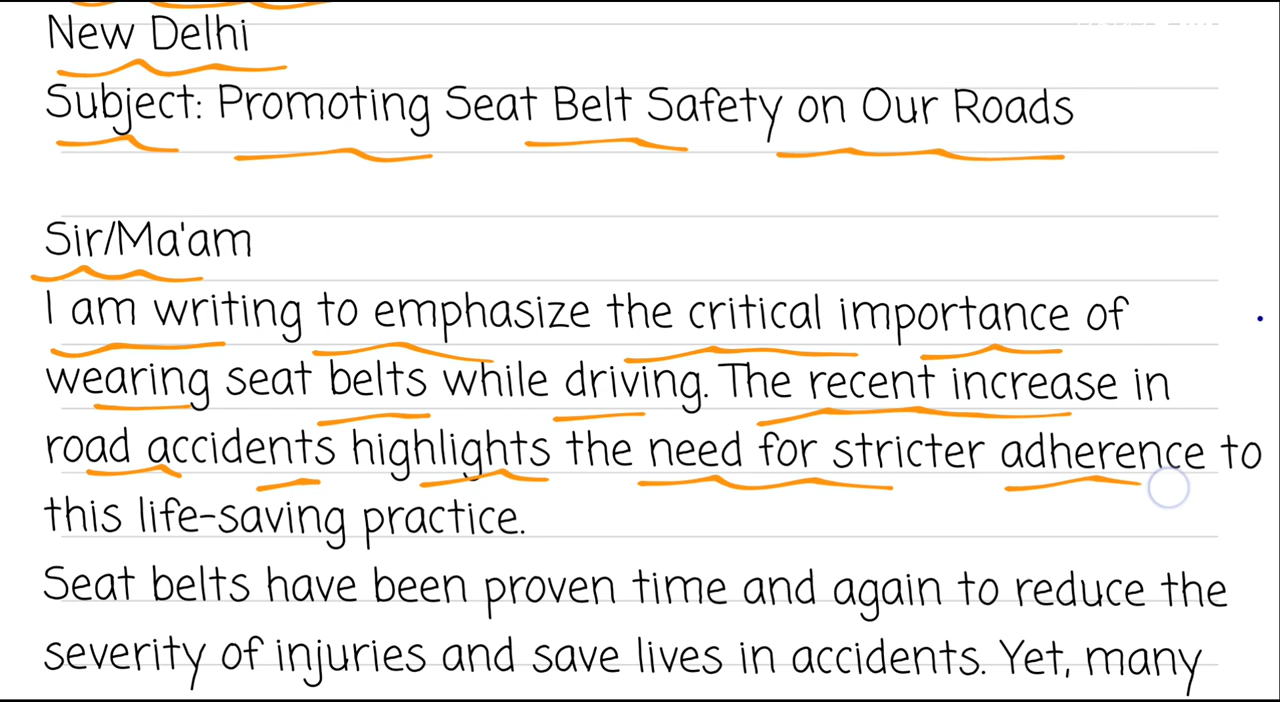 New Delhi
Subject: Promoting Seat Belt Safety on Our Roads
Sir/Ma'am
I am writing to emphasize the critical importance of
wearing seat belts while driving. The recent increase in
road accidents highlights the need for stricter adherence to
this life-saving practice.
Seat belts have been proven time and again to reduce the
severity of injuries and save lives in accidents. Yet, many